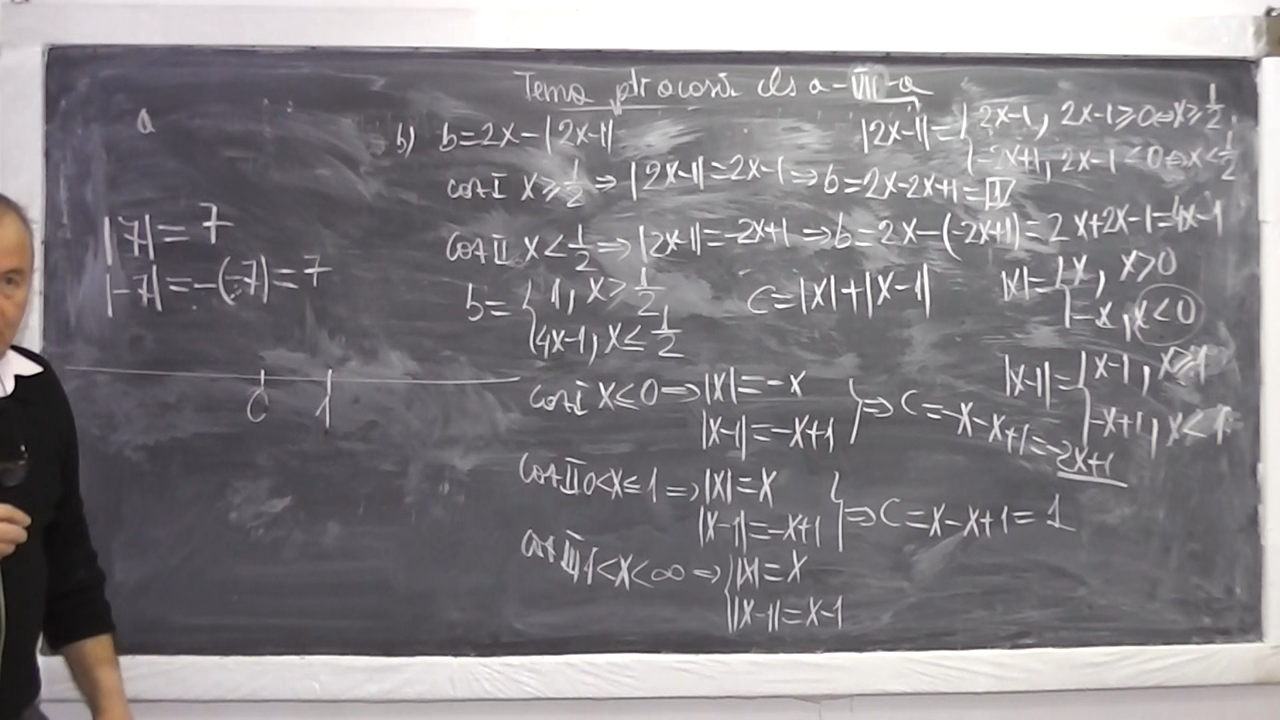 Tema ptr acasă cls a-VII-a
a
b) b=2x-|2x-1|
|2x-1|={2x-1, 2x-1≥0⇔x≥1/2
{-2x+1, 2x-1<0⇔x<1/2
caz I x≥1/2 ⇒ |2x-1|=2x-1 ⇒ b=2x-2x+1=1
|7|=7
|-7|=-(-7)=7
Caz II x<1/2 ⇒ |2x-1|=-2x+1 ⇒ b=2x-(-2x+1)=2x+2x-1=4x-1
b={1, x>1/2
{4x-1, x≤1/2
C=|x|+|x-1|
|x|={x, x>0
{-x, x<0
|x-1|={x-1, x≥1
{-x+1, x<1
0 1
caz I x≤0 ⇒ |x|=-x
|x-1|=-x+1
} ⇒ C=-x-x+1=-2x+1
Caz II 0<x≤1 ⇒ |x|=x
|x-1|=-x+1
} ⇒ C=x-x+1=1
caz III 1<x<∞ ⇒ {|x|=x
{|x-1|=x-1